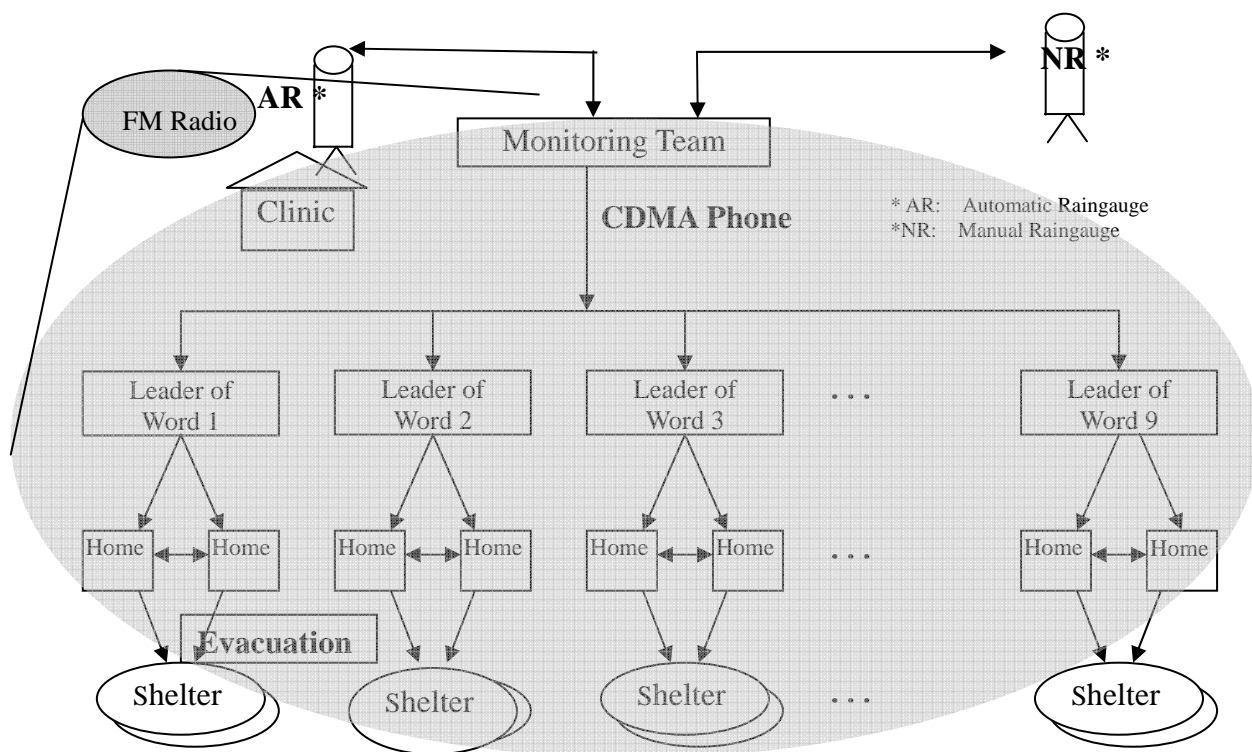 NR *
AR *
FM Radio
Monitoring Team
Clinic
CDMA Phone
* AR: Automatic Raingauge
*NR: Manual Raingauge
Leader of
Word 1
Leader of
Word 2
Leader of
Word 3
. . .
Leader of
Word 9
Home
Home
Home
Home
Home
Home
. . .
Home
Home
Evacuation
Shelter
Shelter
Shelter
. . .
Shelter